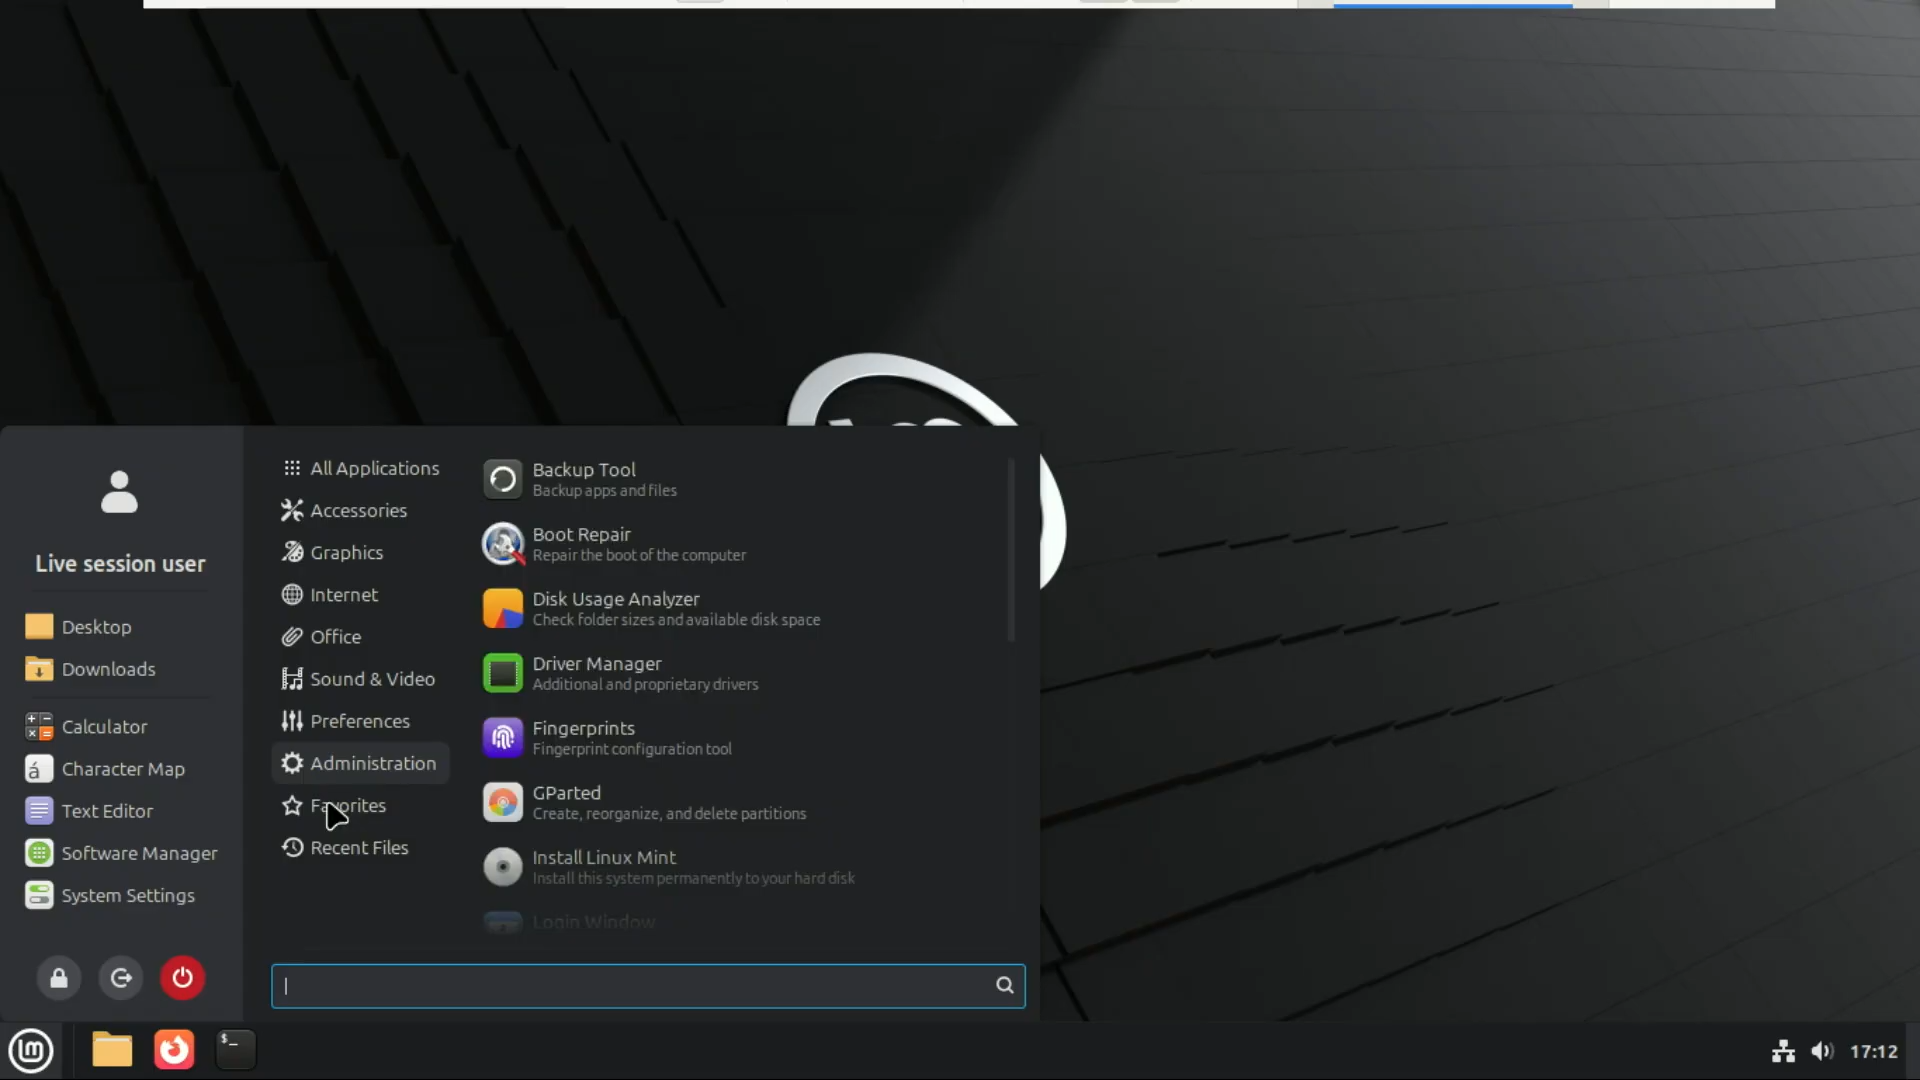 Live session user
Desktop
Downloads
Calculator
á Character Map
Text Editor
Software Manager
System Settings
All Applications
Accessories
Graphics
Internet
Office
Sound & Video
Preferences
Administration
Favorites
Recent Files
Backup Tool
Backup apps and files
Boot Repair
Repair the boot of the computer
Disk Usage Analyzer
Check folder sizes and available disk space
Driver Manager
Additional and proprietary drivers
Fingerprints
Fingerprint configuration tool
GParted
Create, reorganize, and delete partitions
Install Linux Mint
Install this system permanently to your hard disk
Login Window
$_
17:12